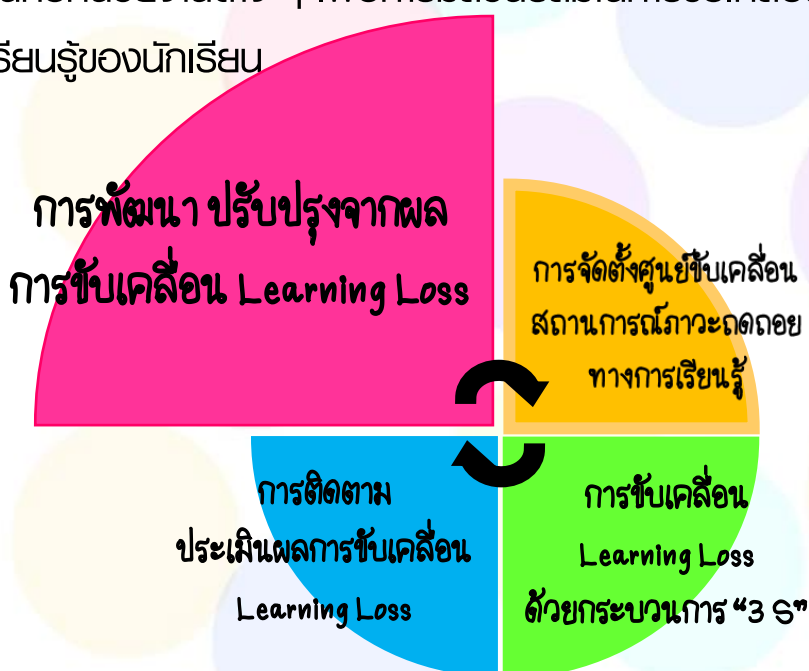 รียนรู้ของนักเรียน
การพัฒนา ปรับปรุงจากผล
การขับเคลื่อน Learning Loss
การจัดตั้งศูนย์ขับเคลื่อน
สถานการณ์ภาวะถดถอย
ทางการเรียนรู้
การขับเคลื่อน
Learning Loss
ด้วยกระบวนการ “3 S”
การติดตาม
ประเมินผลการขับเคลื่อน
Learning Loss